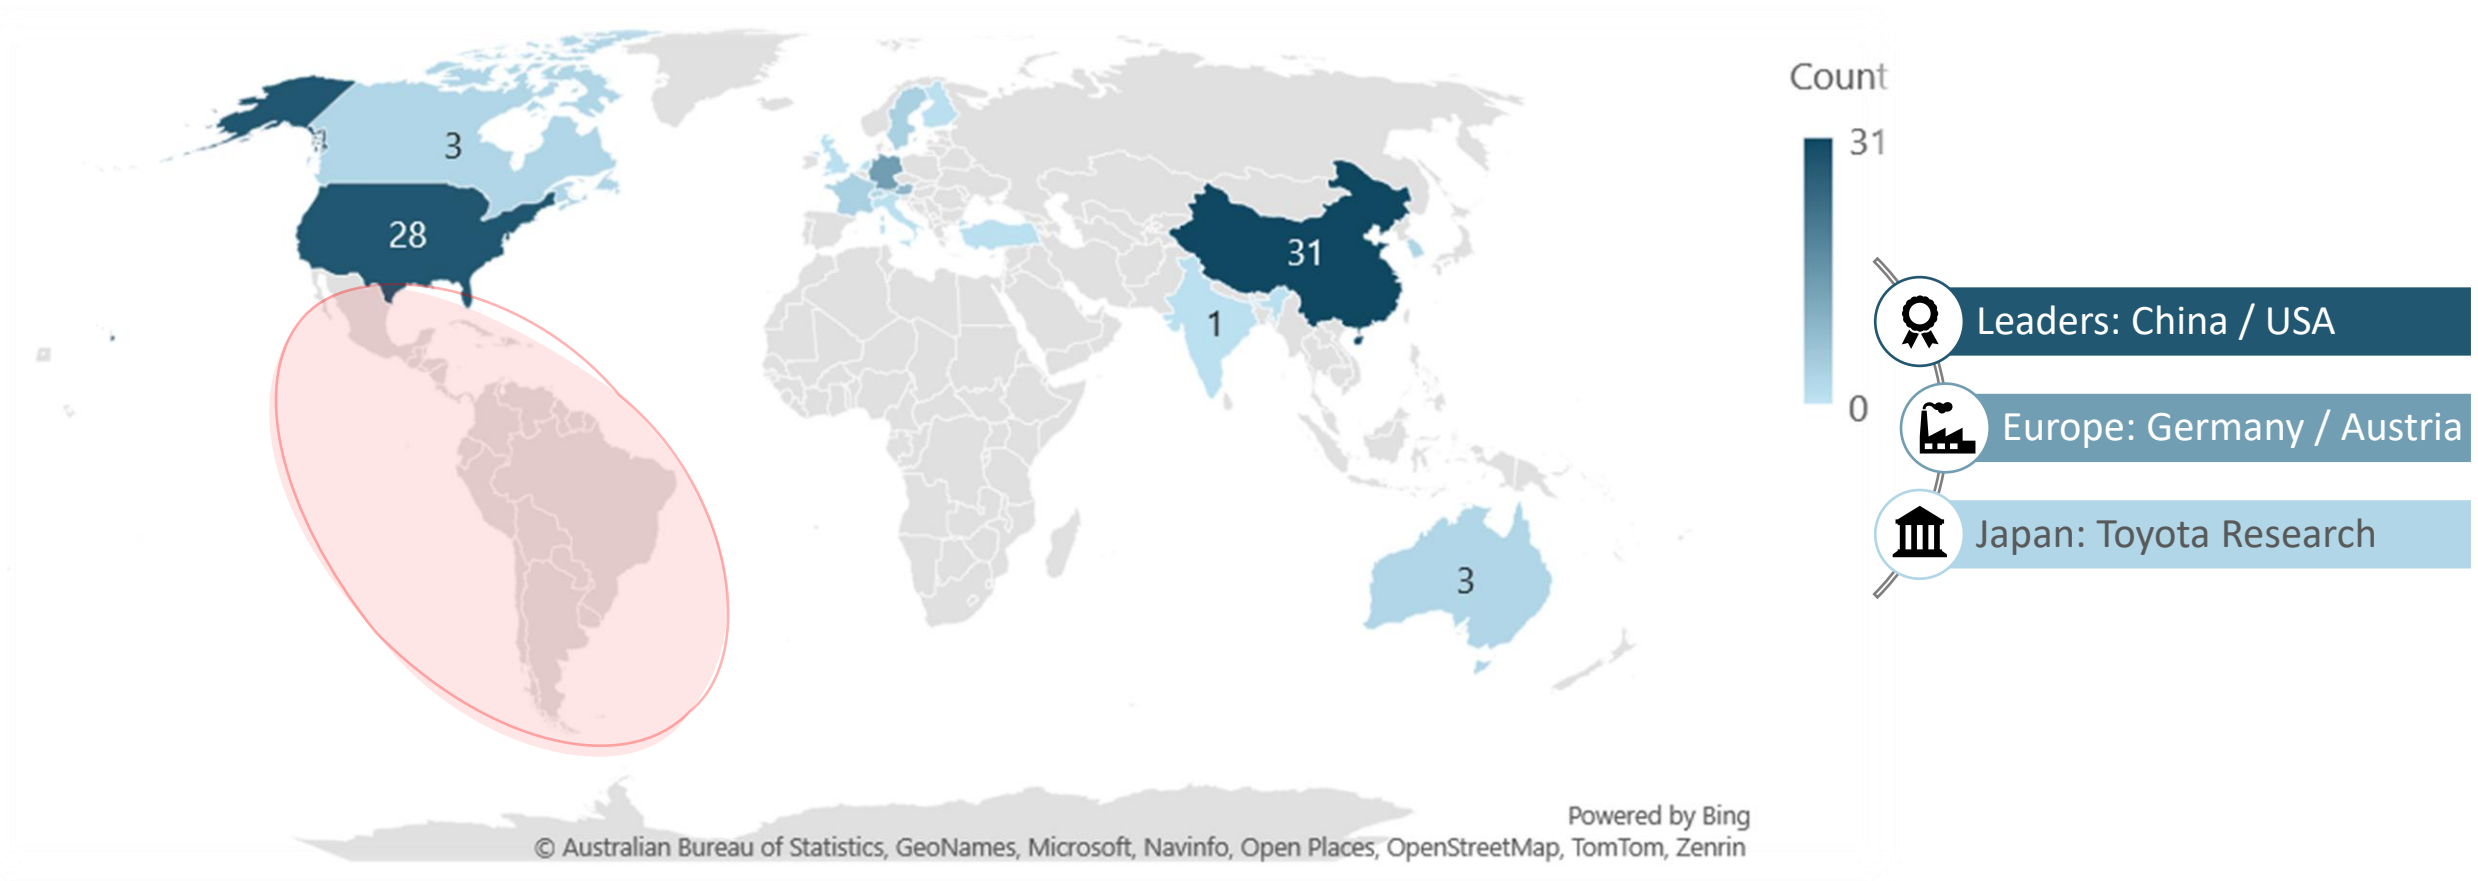 Count
31
0
3
28
31
1
3
Leaders: China / USA
Europe: Germany / Austria
Japan: Toyota Research
Powered by Bing
© Australian Bureau of Statistics, GeoNames, Microsoft, Navinfo, Open Places, OpenStreetMap, TomTom, Zenrin